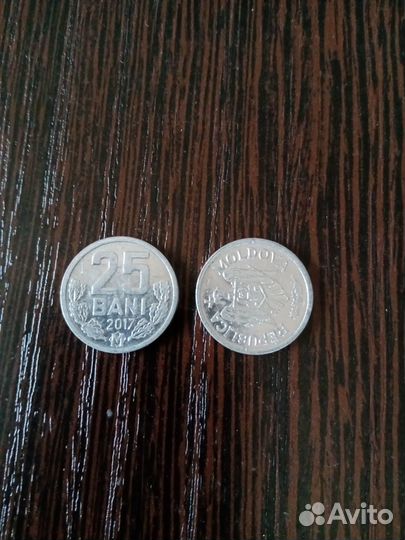 25
BANI
2017
REPUBLICA
MOLDOVA
Avito